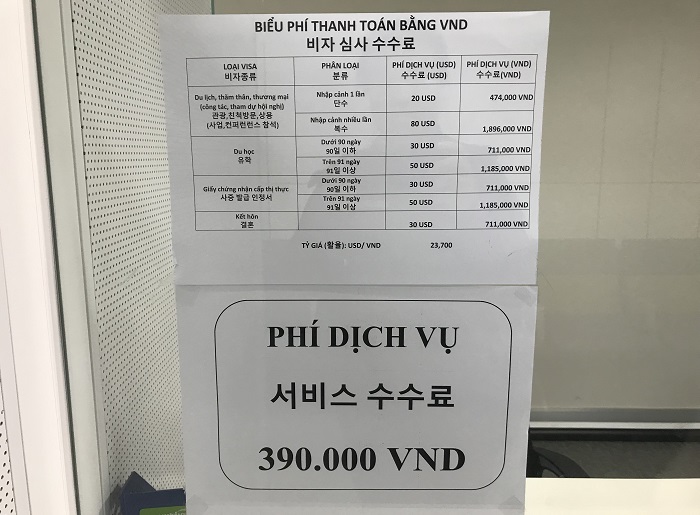 BIỂU PHÍ THANH TOÁN BẰNG VND
비자 심사 수수료
LOẠI VISA PHÂN LOẠI PHÍ DỊCH VỤ (USD) PHÍ DỊCH VỤ (VND)
비자종류 분류 수수료 (USD) 수수료(VND)
Du lịch, thăm thân, thương mại
(công tác, tham dự hội nghị)
관광,친척방문,상용
(사업,컨퍼런런스 참석)
Nhập cảnh 1 lần
단수
20 USD 474,000 VND
Nhập cảnh nhiều lần
복수
80 USD 1,896,000 VND
Du học
유학
Dưới 90 ngày
90일 이하
30 USD 711,000 VND
Trên 91 ngày
91일 이상
50 USD 1,185,000 VND
Giấy chứng nhận cấp thị thực
사증 발급 인정서
Dưới 90 ngày
90일 이하
30 USD 711,000 VND
Trên 91 ngày
91일 이상
50 USD 1,185,000 VND
Kết hôn
결혼
30 USD 711,000 VND
TỶ GIÁ (활율): USD/ VND 23,700
PHÍ DỊCH VỤ
서비스 수수료
390.000 VND